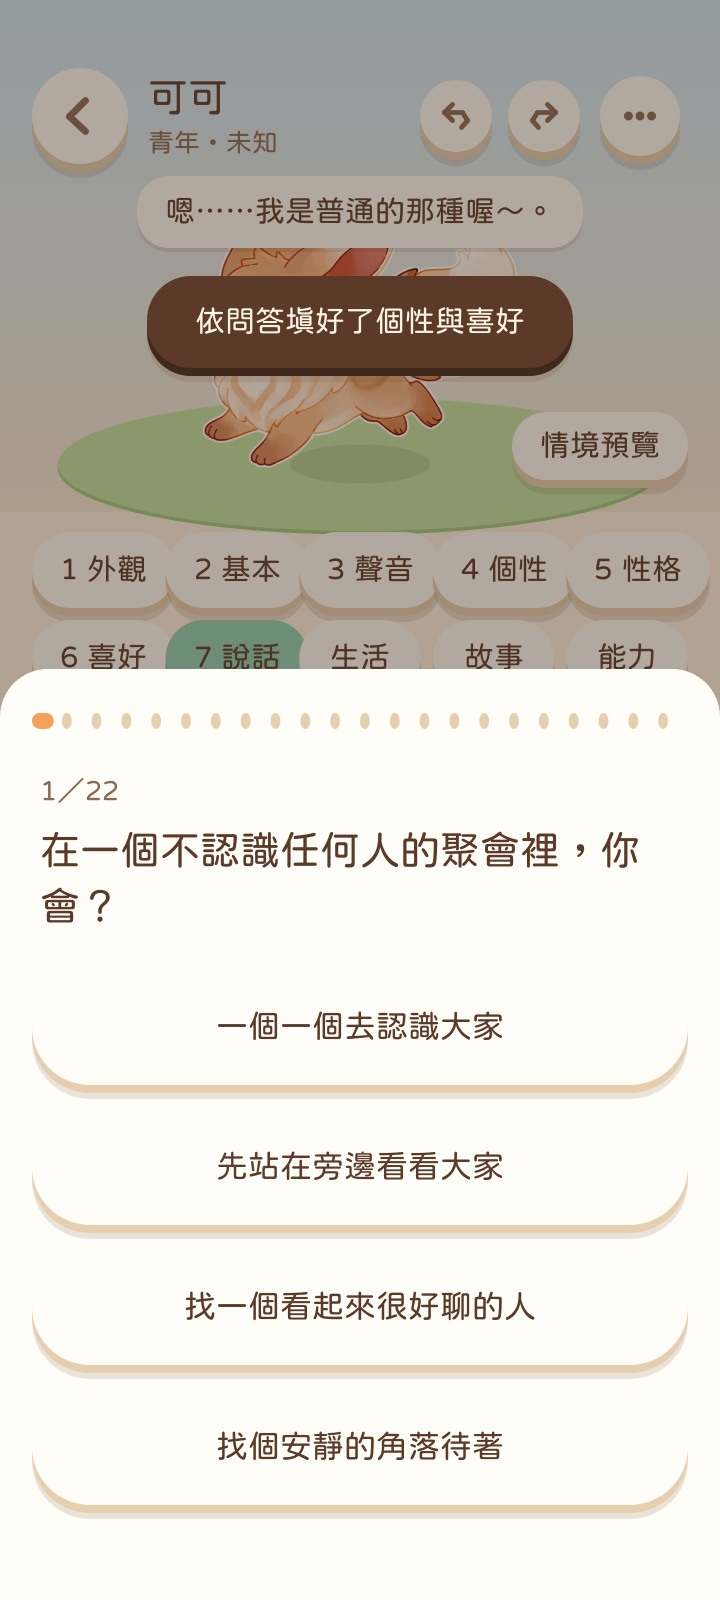 可可
青年・未知
嗯⋯⋯我是普通的那種喔～。
依問答填好了個性與喜好
情境預覽
1 外觀
2 基本
3 聲音
4 個性
5 性格
6 喜好
7 說話
生活
故事
能力
1／22
在一個不認識任何人的聚會裡，你
會？
一個一個去認識大家
先站在旁邊看看大家
找一個看起來很好聊的人
找個安靜的角落待著